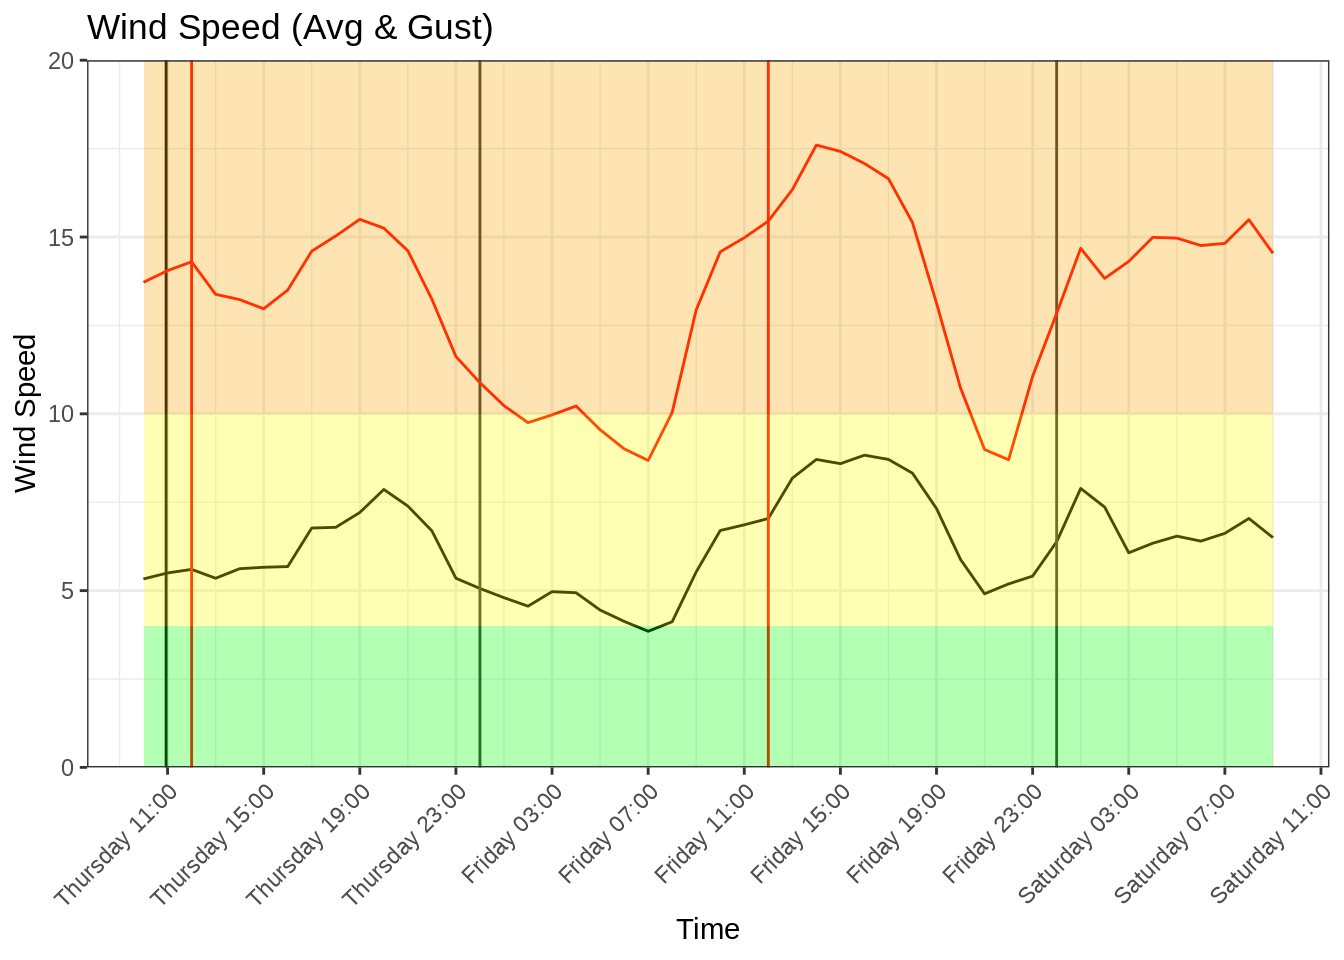 Wind Speed (Avg & Gust)
20
15
10
5
0
Wind Speed
Thursday 11:00
Thursday 15:00
Thursday 19:00
Thursday 23:00
Friday 03:00
Friday 07:00
Friday 11:00
Friday 15:00
Friday 19:00
Friday 23:00
Saturday 03:00
Saturday 07:00
Saturday 11:00
Time